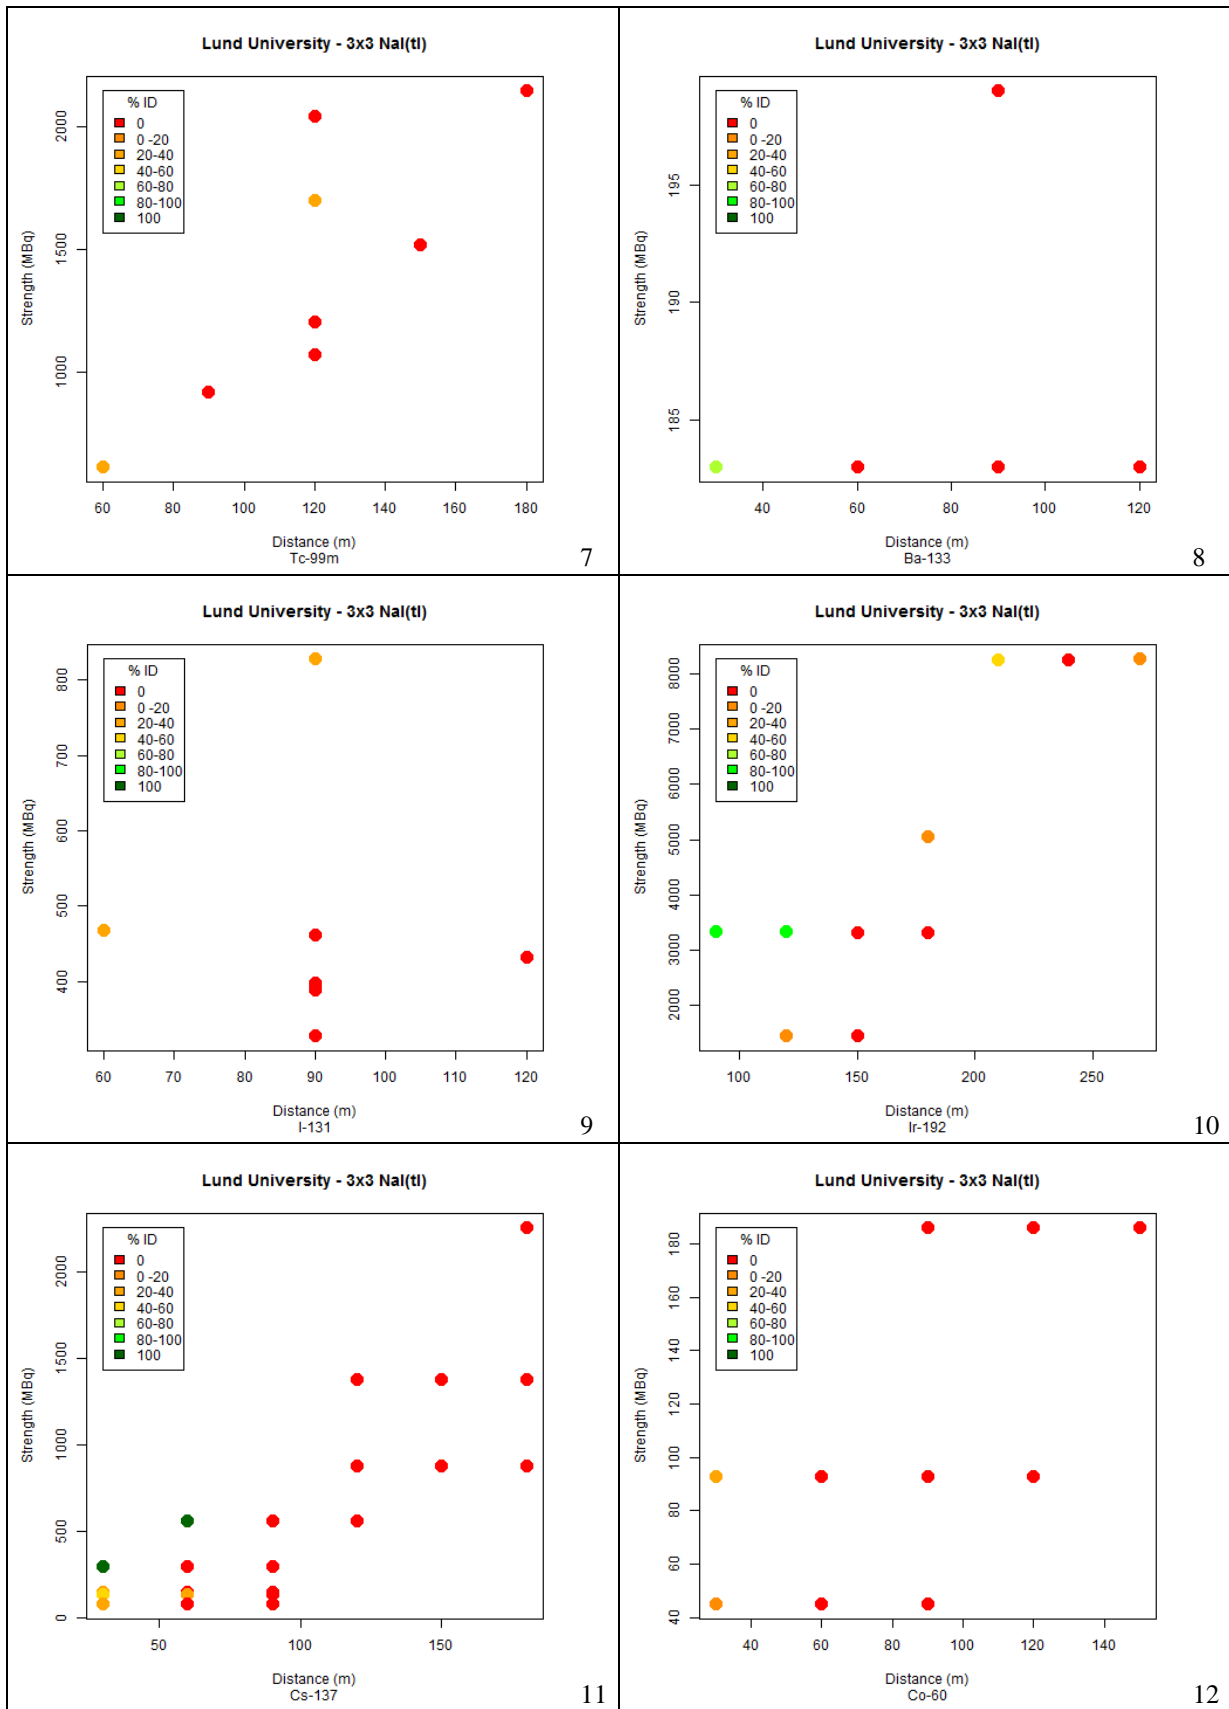 Lund University - 3x3 NaI(tl)
% ID
0
0 -20
20-40
40-60
60-80
80-100
100
Strength (MBq)
1000 1500 2000
60 80 100 120 140 160 180
Distance (m)
Tc-99m
7
Lund University - 3x3 NaI(tl)
% ID
0
0 -20
20-40
40-60
60-80
80-100
100
Strength (MBq)
185 190 195
40 60 80 100 120
Distance (m)
Ba-133
8
Lund University - 3x3 NaI(tl)
% ID
0
0 -20
20-40
40-60
60-80
80-100
100
Strength (MBq)
400 500 600 700 800
60 70 80 90 100 110 120
Distance (m)
I-131
9
Lund University - 3x3 NaI(tl)
% ID
0
0 -20
20-40
40-60
60-80
80-100
100
Strength (MBq)
2000 3000 4000 5000 6000 7000 8000
100 150 200 250
Distance (m)
Ir-192
10
Lund University - 3x3 NaI(tl)
% ID
0
0 -20
20-40
40-60
60-80
80-100
100
Strength (MBq)
0 500 1000 1500 2000
50 100 150
Distance (m)
Cs-137
11
Lund University - 3x3 NaI(tl)
% ID
0
0 -20
20-40
40-60
60-80
80-100
100
Strength (MBq)
40 60 80 100 120 140 160 180
40 60 80 100 120 140
Distance (m)
Co-60
12